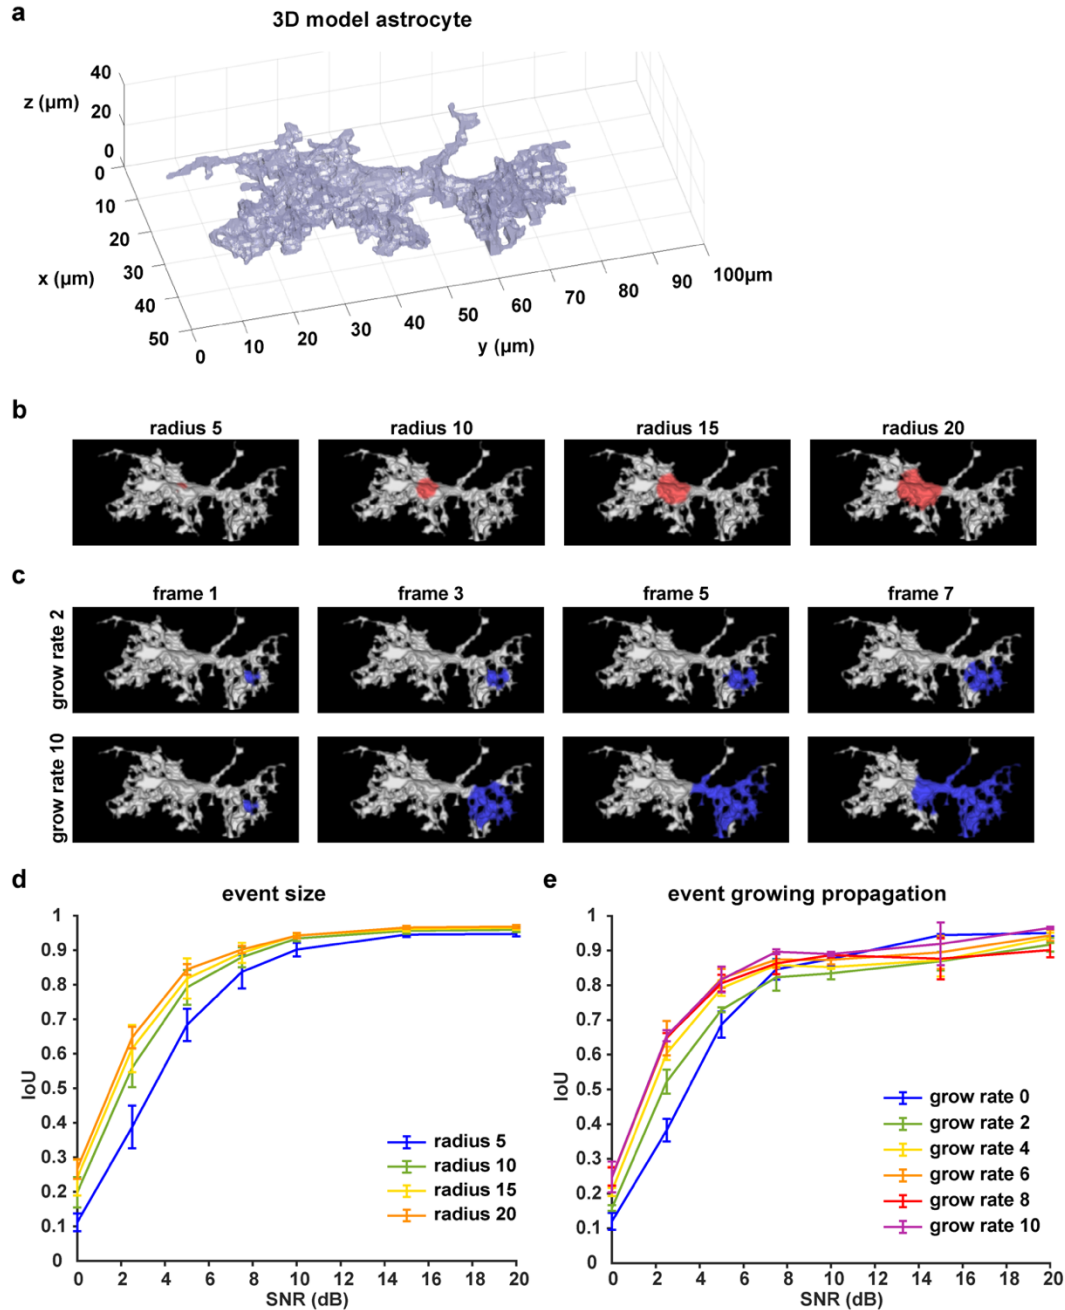 a
3D model astrocyte
40
z (μm)
20
0
0
10
20
x (μm)
30
40
50
0
10
20
30
40
50
60
70
80
90
100μm
y (μm)
b
radius 5
radius 10
radius 15
radius 20
c
frame 1
frame 3
frame 5
frame 7
grow rate 2
grow rate 10
d
event size
1
0.9
0.8
0.7
0.6
0.5
0.4
0.3
0.2
0.1
0
IoU
0 2 4 6 8 10 12 14 16 18 20
SNR (dB)
radius 5
radius 10
radius 15
radius 20
e
event growing propagation
1
0.9
0.8
0.7
0.6
0.5
0.4
0.3
0.2
0.1
0
IoU
0 2 4 6 8 10 12 14 16 18 20
SNR (dB)
grow rate 0
grow rate 2
grow rate 4
grow rate 6
grow rate 8
grow rate 10